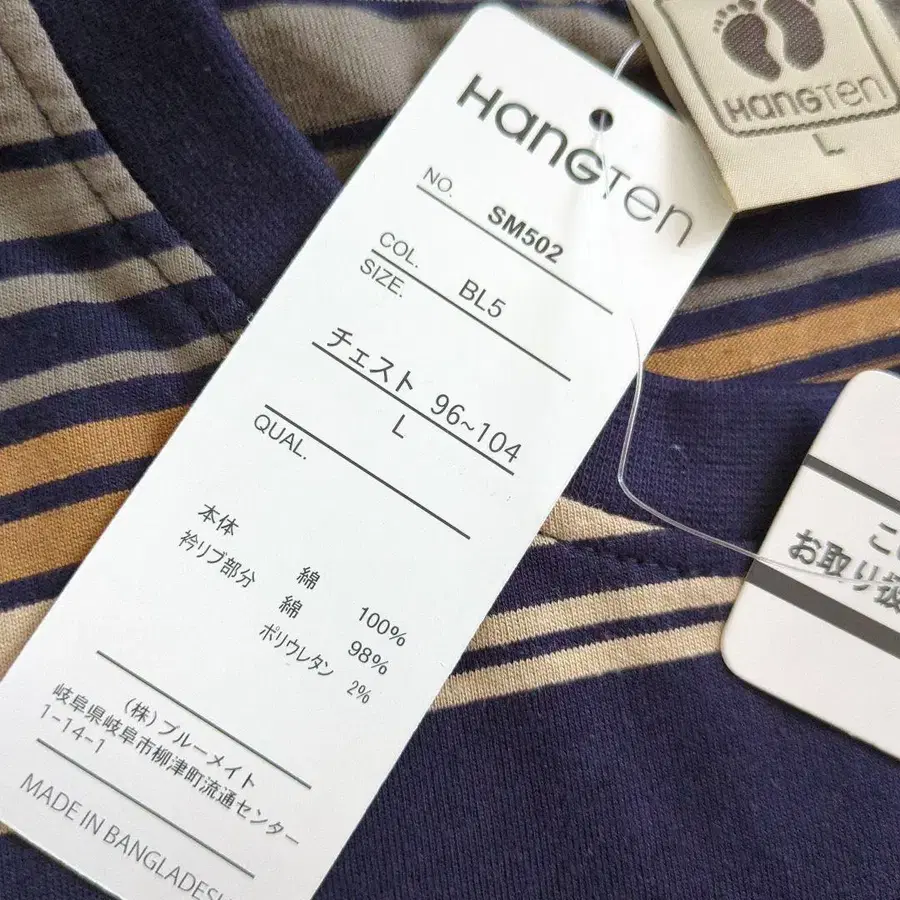 HangTen
NO. SM502
COL. BL5
SIZE.
チェスト 96~104
L
QUAL.
本体 綿 100%
衿リブ部分 綿 98%
ポリウレタン 2%
(株)ブルーメイト
岐阜県岐阜市柳津町流通センター
1-14-1
MADE IN BANGLADESH
HangTen
L
お取り扱